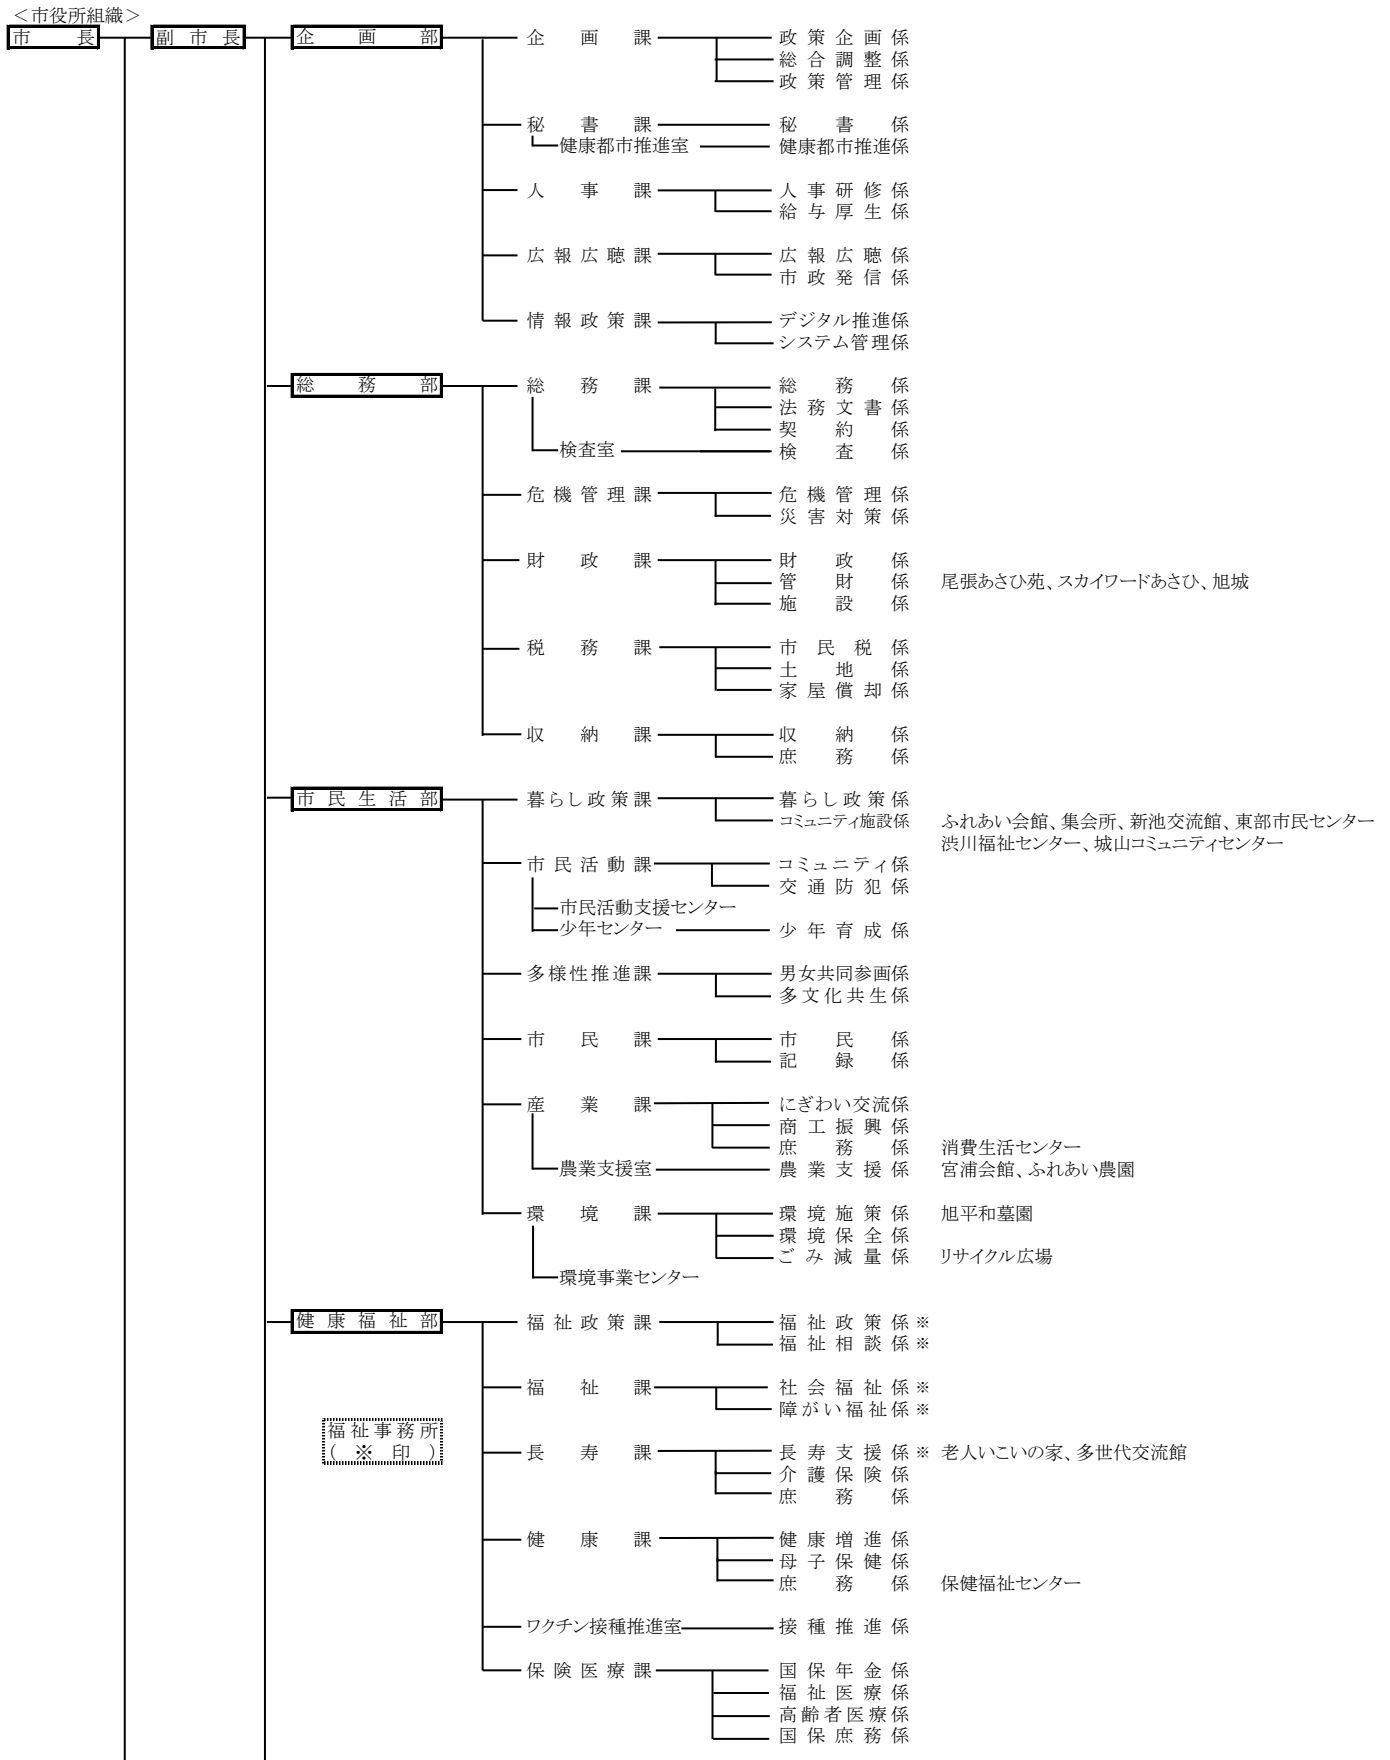 ＜市役所組織＞
市長 副市長 企画部 企画課 政策企画係
総合調整係
政策管理係
秘書課 秘書係
健康都市推進室 健康都市推進係
人事課 人事研修係
給与厚生係
広報広聴課 広報広聴係
市政発信係
情報政策課 デジタル推進係
システム管理係
総務部 総務課 総務係
法務文書係
契約係
検査室 検査係
危機管理課 危機管理係
災害対策係
財政課 財政係
管財係 尾張あさひ苑、スカイワードあさひ、旭城
施設係
税務課 市民税係
土地係
家屋償却係
収納課 収納係
庶務係
市民生活部 暮らし政策課 暮らし政策係
コミュニティ施設係 ふれあい会館、集会所、新池交流館、東部市民センター
渋川福祉センター、城山コミュニティセンター
市民活動課 コミュニティ係
交通防犯係
市民活動支援センター
少年センター 少年育成係
多様性推進課 男女共同参画係
多文化共生係
市民課 市民係
記録係
産業課 にぎわい交流係
商工振興係
庶務係 消費生活センター
農業支援室 農業支援係 宮浦会館、ふれあい農園
環境課 環境施策係 旭平和墓園
環境保全係
ごみ減量係 リサイクル広場
環境事業センター
健康福祉部 福祉政策課 福祉政策係※
福祉相談係※
福祉課 社会福祉係※
障がい福祉係※
福祉事務所
(※印)
長寿課 長寿支援係※ 老人いこいの家、多世代交流館
介護保険係
庶務係
健康課 健康増進係
母子保健係
庶務係 保健福祉センター
ワクチン接種推進室 接種推進係
保険医療課 国保年金係
福祉医療係
高齢者医療係
国保庶務係